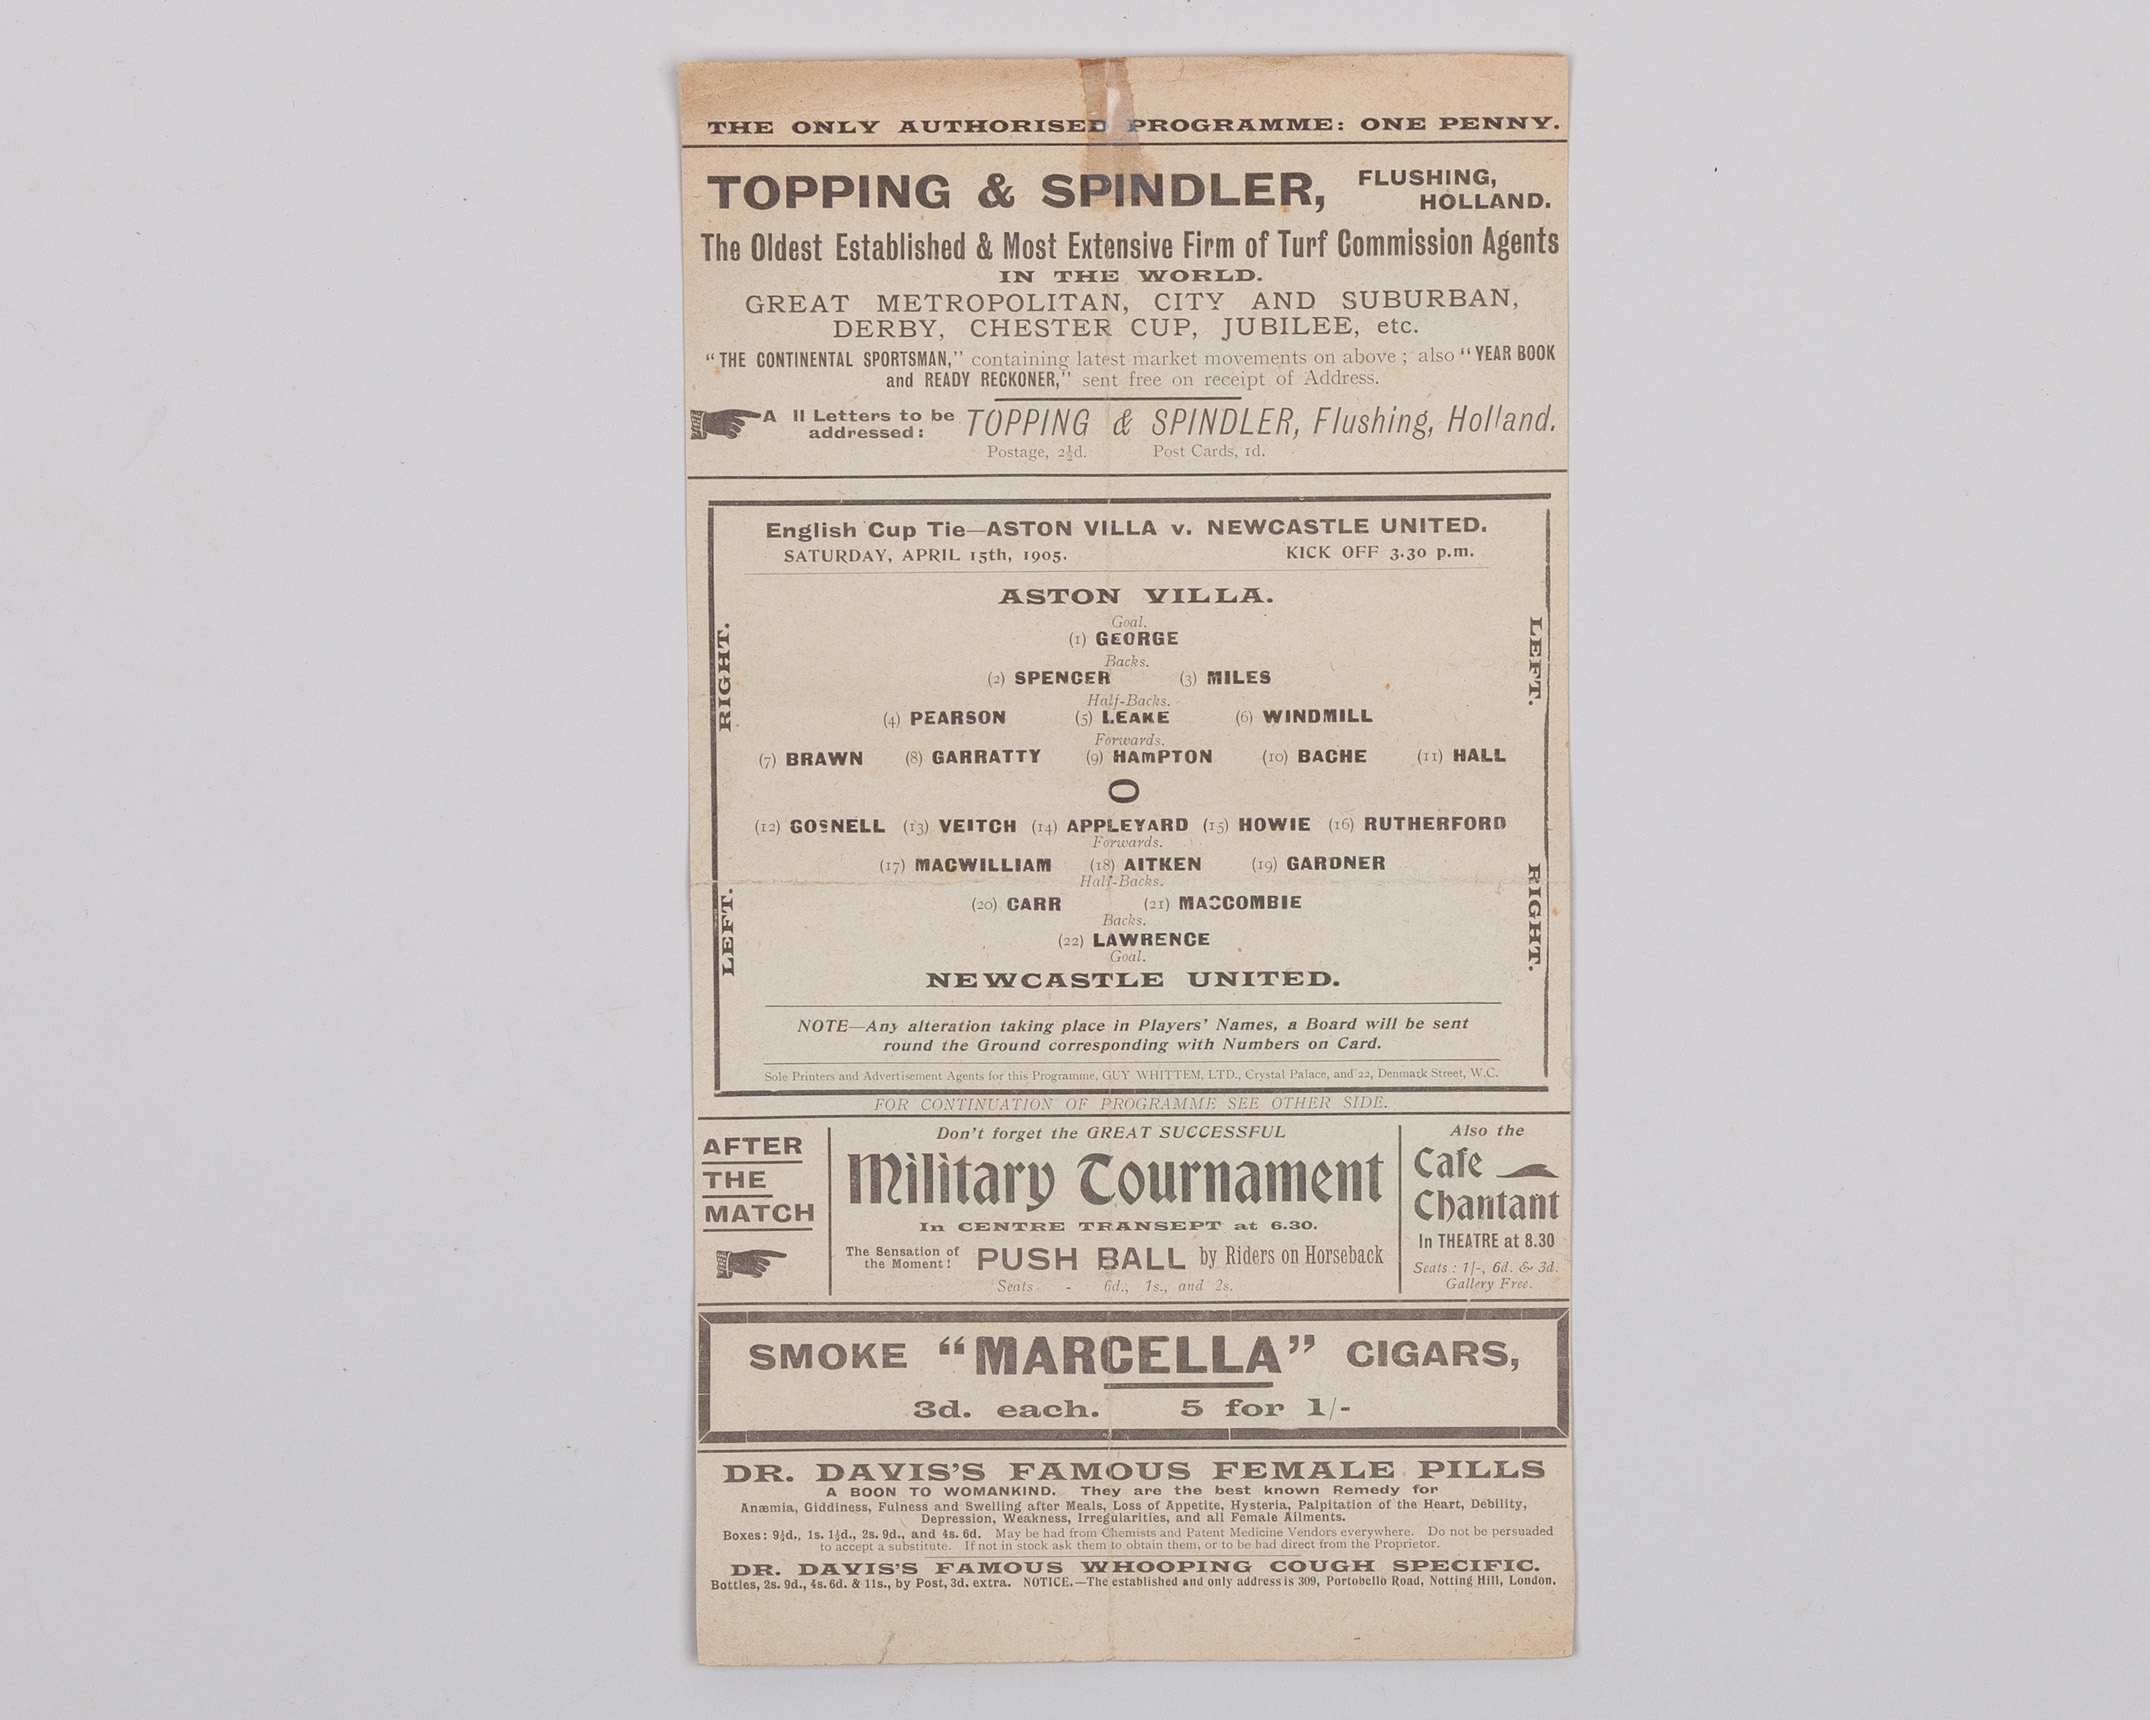 THE ONLY AUTHORISED PROGRAMME: ONE PENNY.
TOPPING & SPINDLER, FLUSHING, HOLLAND.
The Oldest Established & Most Extensive Firm of Turf Commission Agents
IN THE WORLD.
GREAT METROPOLITAN, CITY AND SUBURBAN,
DERBY, CHESTER CUP, JUBILEE, etc.
"THE CONTINENTAL SPORTSMAN," containing latest market movements on above; also "YEAR BOOK
and READY RECKONER," sent free on receipt of Address.
A ll Letters to be addressed: TOPPING & SPINDLER, Flushing, Holland.
Postage, 2½d. Post Cards, 1d.
English Cup Tie—ASTON VILLA v. NEWCASTLE UNITED.
SATURDAY, APRIL 15th, 1905. KICK OFF 3.30 p.m.
RIGHT.
LEFT.
ASTON VILLA.
Goal.
(1) GEORGE
Backs.
(2) SPENCER (3) MILES
Half-Backs.
(4) PEARSON (5) LEAKE (6) WINDMILL
Forwards.
(7) BRAWN (8) GARRATTY (9) HAmPTON (10) BACHE (11) HALL
O
(12) GOSNELL (13) VEITCH (14) APPLEYARD (15) HOWIE (16) RUTHERFORD
Forwards.
(17) MACWILLIAM (18) AITKEN (19) GARDNER
Half-Backs.
(20) CARR (21) MACCOMBIE
Backs.
(22) LAWRENCE
Goal.
NEWCASTLE UNITED.
LEFT.
RIGHT.
NOTE—Any alteration taking place in Players' Names, a Board will be sent
round the Ground corresponding with Numbers on Card.
Sole Printers and Advertisement Agents for this Programme, GUY WHITTEM, LTD., Crystal Palace, and 22, Denmark Street, W.C.
FOR CONTINUATION OF PROGRAMME SEE OTHER SIDE.
AFTER
THE
MATCH
Don't forget the GREAT SUCCESSFUL
Military Tournament
In CENTRE TRANSEPT at 6.30.
The Sensation of the Moment! PUSH BALL by Riders on Horseback
Seats - 6d., 1s., and 2s.
Also the
Cafe
Chantant
In THEATRE at 8.30
Seats: 1/-, 6d. & 3d.
Gallery Free.
SMOKE "MARCELLA" CIGARS,
3d. each. 5 for 1/-
DR. DAVIS'S FAMOUS FEMALE PILLS
A BOON TO WOMANKIND. They are the best known Remedy for
Anæmia, Giddiness, Fulness and Swelling after Meals, Loss of Appetite, Hysteria, Palpitation of the Heart, Debility,
Depression, Weakness, Irregularities, and all Female Ailments.
Boxes: 9½d., 1s. 1½d., 2s. 9d., and 4s. 6d. May be had from Chemists and Patent Medicine Vendors everywhere. Do not be persuaded
to accept a substitute. If not in stock ask them to obtain them, or to be had direct from the Proprietor.
DR. DAVIS'S FAMOUS WHOOPING COUGH SPECIFIC.
Bottles, 2s. 9d., 4s. 6d. & 11s., by Post, 3d. extra. NOTICE.—The established and only address is 309, Portobello Road, Notting Hill, London.